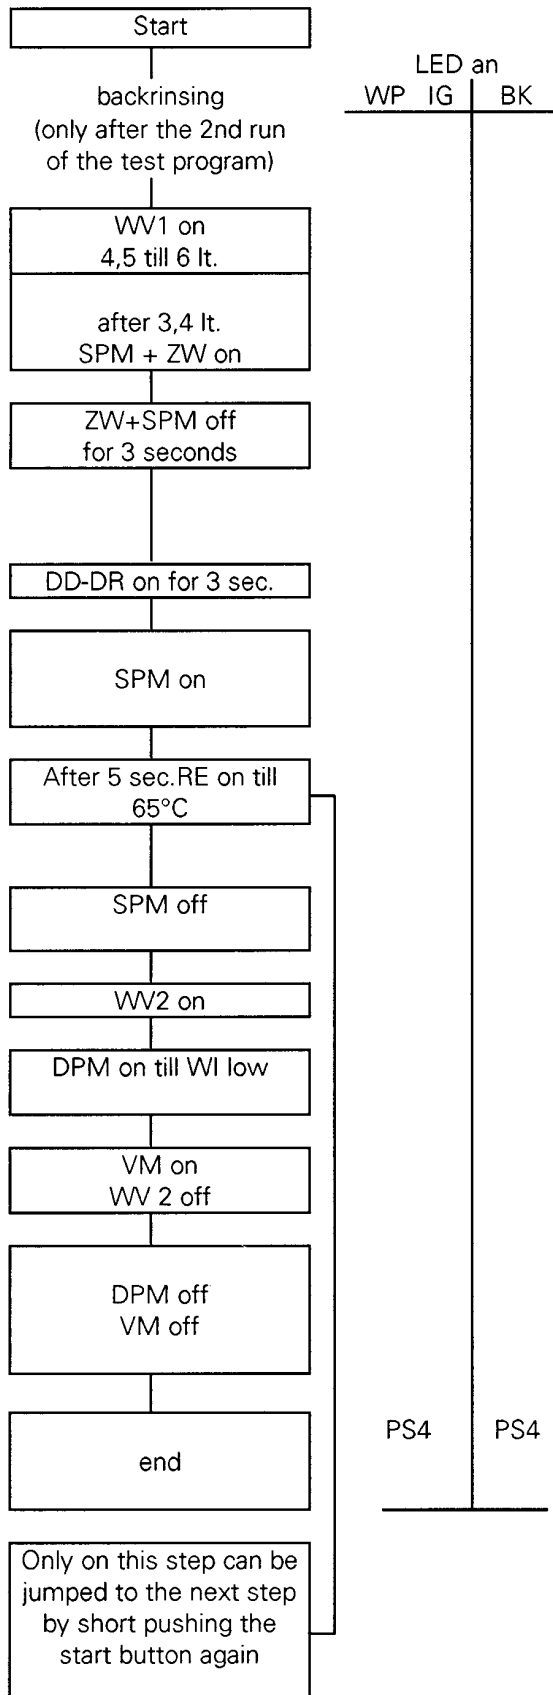 Start
LED an
WP IG BK
backrinsing
(only after the 2nd run
of the test program)
WV1 on
4,5 till 6 lt.
after 3,4 lt.
SPM + ZW on
ZW+SPM off
for 3 seconds
DD-DR on for 3 sec.
SPM on
After 5 sec.RE on till
65°C
SPM off
WV2 on
DPM on till WI low
VM on
WV 2 off
DPM off
VM off
end
PS4 PS4
Only on this step can be
jumped to the next step
by short pushing the
start button again